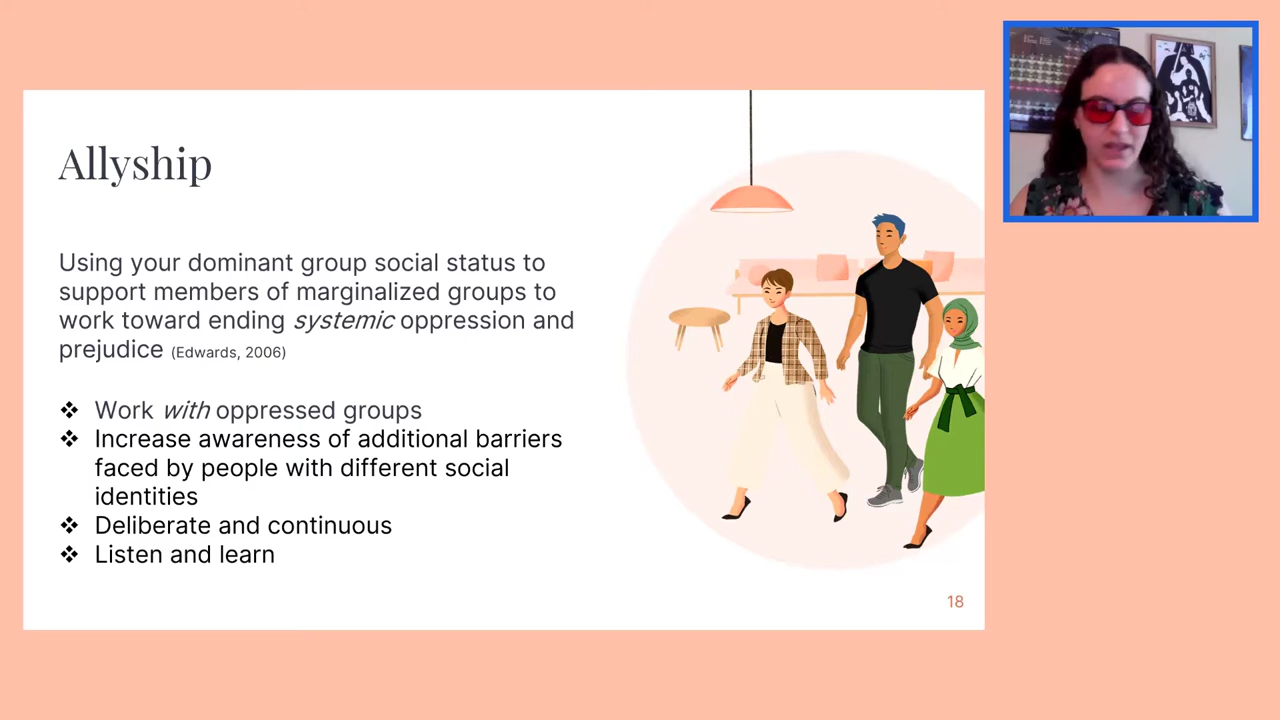 Allyship
Using your dominant group social status to
support members of marginalized groups to
work toward ending systemic oppression and
prejudice (Edwards, 2006)
❖ Work with oppressed groups
❖ Increase awareness of additional barriers
faced by people with different social
identities
❖ Deliberate and continuous
❖ Listen and learn
18